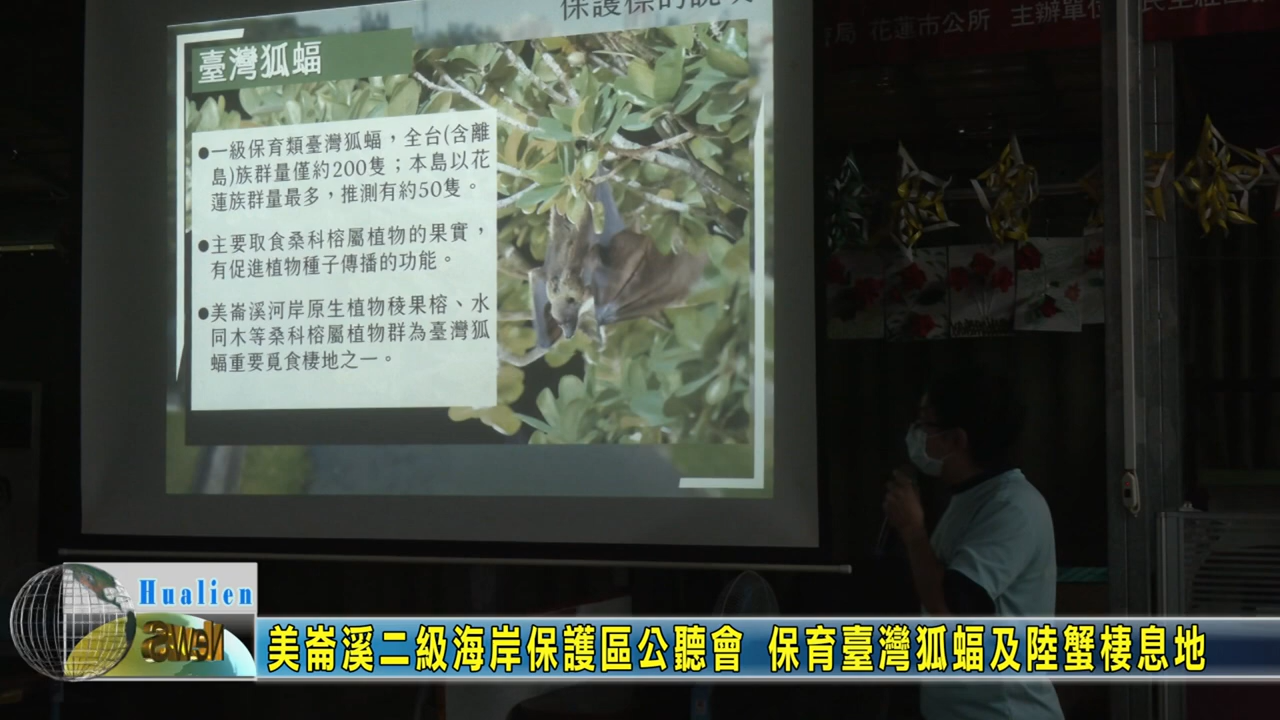 保護標的說明
局 花蓮市公所 主辦單位
臺灣狐蝠
●一級保育類臺灣狐蝠，全台(含離
島)族群量僅約200隻；本島以花
蓮族群量最多，推測有約50隻。
●主要取食桑科榕屬植物的果實，
有促進植物種子傳播的功能。
●美崙溪河岸原生植物稜果榕、水
同木等桑科榕屬植物群為臺灣狐
蝠重要覓食棲地之一。
Hualien
News
美崙溪二級海岸保護區公聽會 保育臺灣狐蝠及陸蟹棲息地